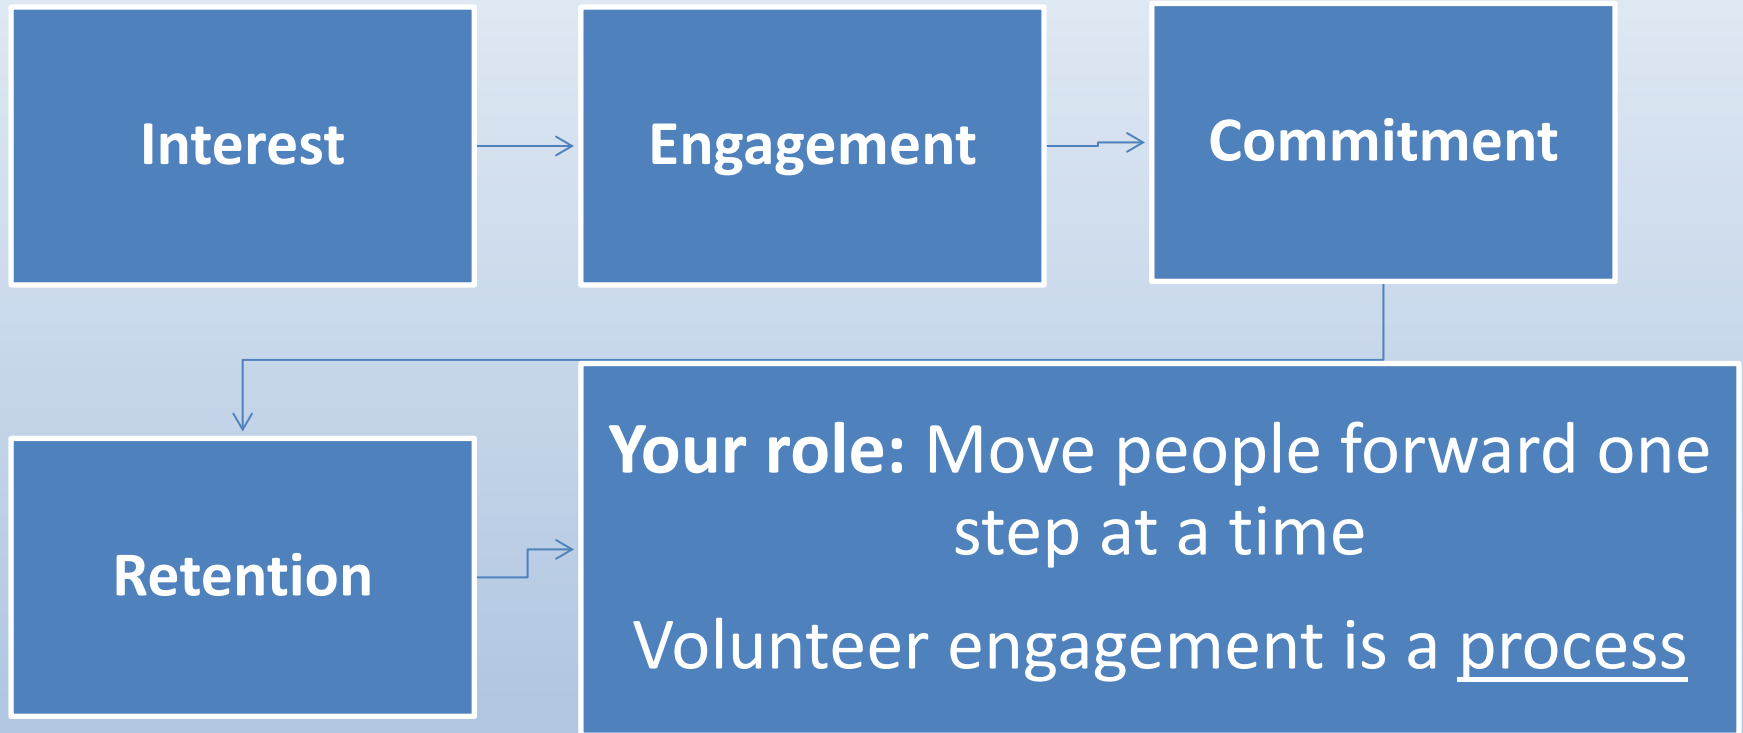 Interest
Engagement
Commitment
Retention
Your role: Move people forward one
step at a time
Volunteer engagement is a process